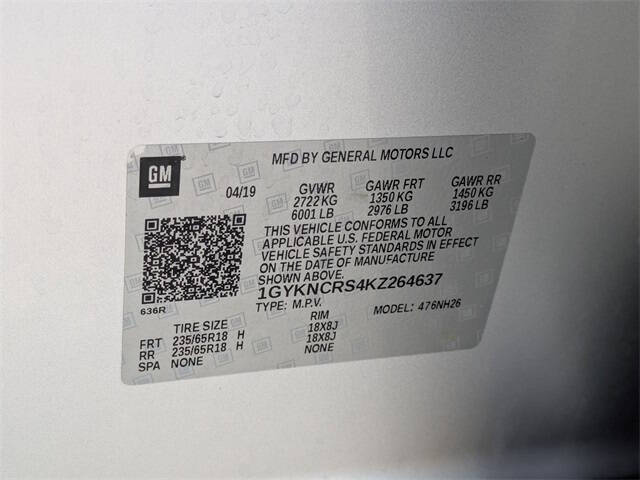 GM
MFD BY GENERAL MOTORS LLC
04/19 GVWR GAWR FRT GAWR RR
2722 KG 1350 KG 1450 KG
6001 LB 2976 LB 3196 LB
THIS VEHICLE CONFORMS TO ALL
APPLICABLE U.S. FEDERAL MOTOR
VEHICLE SAFETY STANDARDS IN EFFECT
ON THE DATE OF MANUFACTURE
SHOWN ABOVE.
1GYKNCRS4KZ264637
636R
TYPE: M.P.V. MODEL: 476NH26
TIRE SIZE RIM
FRT 235/65R18 H 18X8J
RR 235/65R18 H 18X8J
SPA NONE NONE